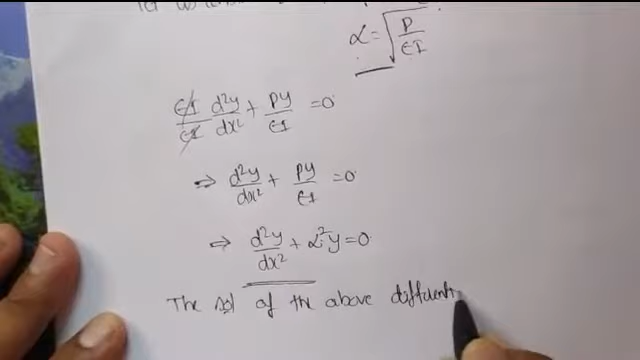 α = √(P/EI)
EI/EI d²y/dx² + Py/EI = 0
⇒ d²y/dx² + Py/EI = 0
⇒ d²y/dx² + α²y = 0
The sol of the above different